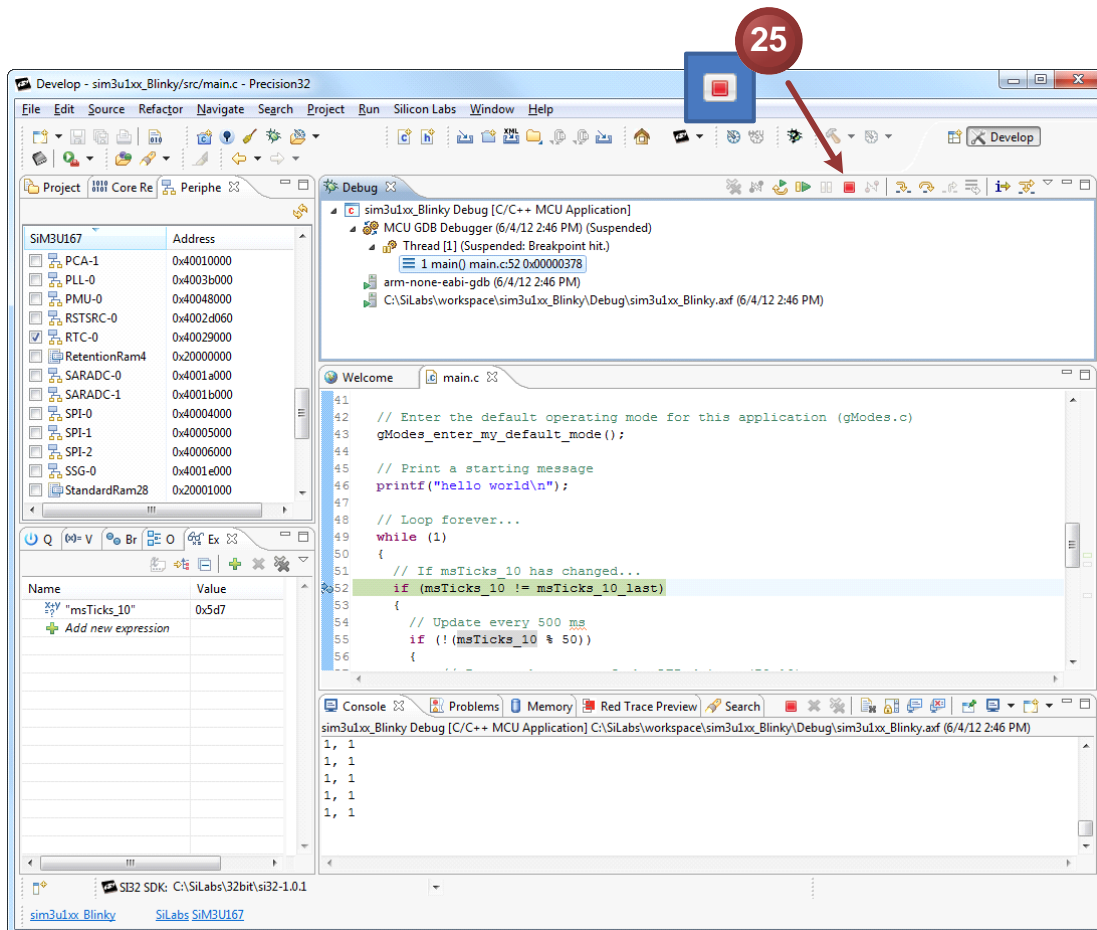 25
Develop - sim3u1xx_Blinky/src/main.c - Precision32
File Edit Source Refactor Navigate Search Project Run Silicon Labs Window Help
Develop
Project Core Re Periphe
SiM3U167 Address
PCA-1 0x40010000
PLL-0 0x4003b000
PMU-0 0x40048000
RSTSRC-0 0x4002d060
RTC-0 0x40029000
RetentionRam4 0x20000000
SARADC-0 0x4001a000
SARADC-1 0x4001b000
SPI-0 0x40004000
SPI-1 0x40005000
SPI-2 0x40006000
SSG-0 0x4001e000
StandardRam28 0x20001000
Debug
sim3u1xx_Blinky Debug [C/C++ MCU Application]
MCU GDB Debugger (6/4/12 2:46 PM) (Suspended)
Thread [1] (Suspended: Breakpoint hit.)
1 main() main.c:52 0x00000378
arm-none-eabi-gdb (6/4/12 2:46 PM)
C:\SiLabs\workspace\sim3u1xx_Blinky\Debug\sim3u1xx_Blinky.axf (6/4/12 2:46 PM)
Welcome main.c
41
42 // Enter the default operating mode for this application (gModes.c)
43 gModes_enter_my_default_mode();
44
45 // Print a starting message
46 printf("hello world\n");
47
48 // Loop forever...
49 while (1)
50 {
51 // If msTicks_10 has changed...
52 if (msTicks_10 != msTicks_10_last)
53 {
54 // Update every 500 ms
55 if (!(msTicks_10 % 50))
56 {
Q V Br O Ex
Name Value
"msTicks_10" 0x5d7
Add new expression
Console Problems Memory Red Trace Preview Search
sim3u1xx_Blinky Debug [C/C++ MCU Application] C:\SiLabs\workspace\sim3u1xx_Blinky\Debug\sim3u1xx_Blinky.axf (6/4/12 2:46 PM)
1, 1
1, 1
1, 1
1, 1
1, 1
SI32 SDK: C:\SiLabs\32bit\si32-1.0.1
sim3u1xx_Blinky SiLabs SiM3U167